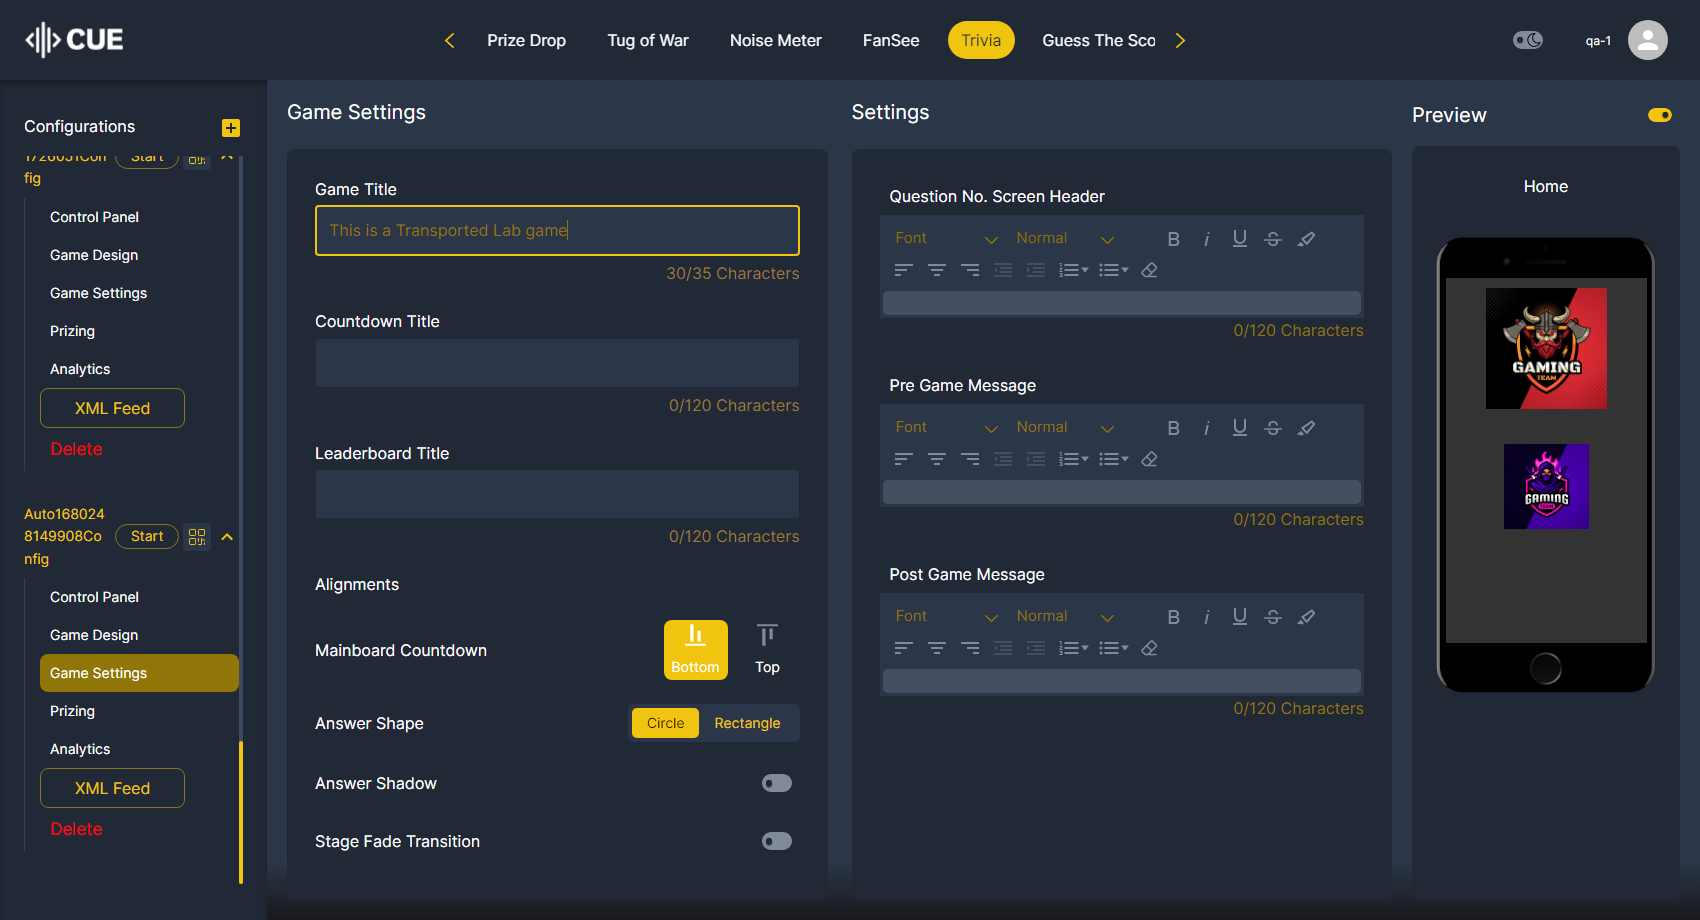 CUE
Prize Drop
Tug of War
Noise Meter
FanSee
Trivia
Guess The Sco
qa-1
Configurations
1726051Con
fig
Start
Control Panel
Game Design
Game Settings
Prizing
Analytics
XML Feed
Delete
Auto168024
8149908Co
nfig
Start
Control Panel
Game Design
Game Settings
Prizing
Analytics
XML Feed
Delete
Game Settings
Game Title
This is a Transported Lab game
30/35 Characters
Countdown Title
0/120 Characters
Leaderboard Title
0/120 Characters
Alignments
Mainboard Countdown
Bottom
Top
Answer Shape
Circle
Rectangle
Answer Shadow
Stage Fade Transition
Settings
Question No. Screen Header
Font
Normal
B
i
U
S
0/120 Characters
Pre Game Message
Font
Normal
B
i
U
S
0/120 Characters
Post Game Message
Font
Normal
B
i
U
S
0/120 Characters
Preview
Home
GAMING
TEAM
GAMING
TEAM